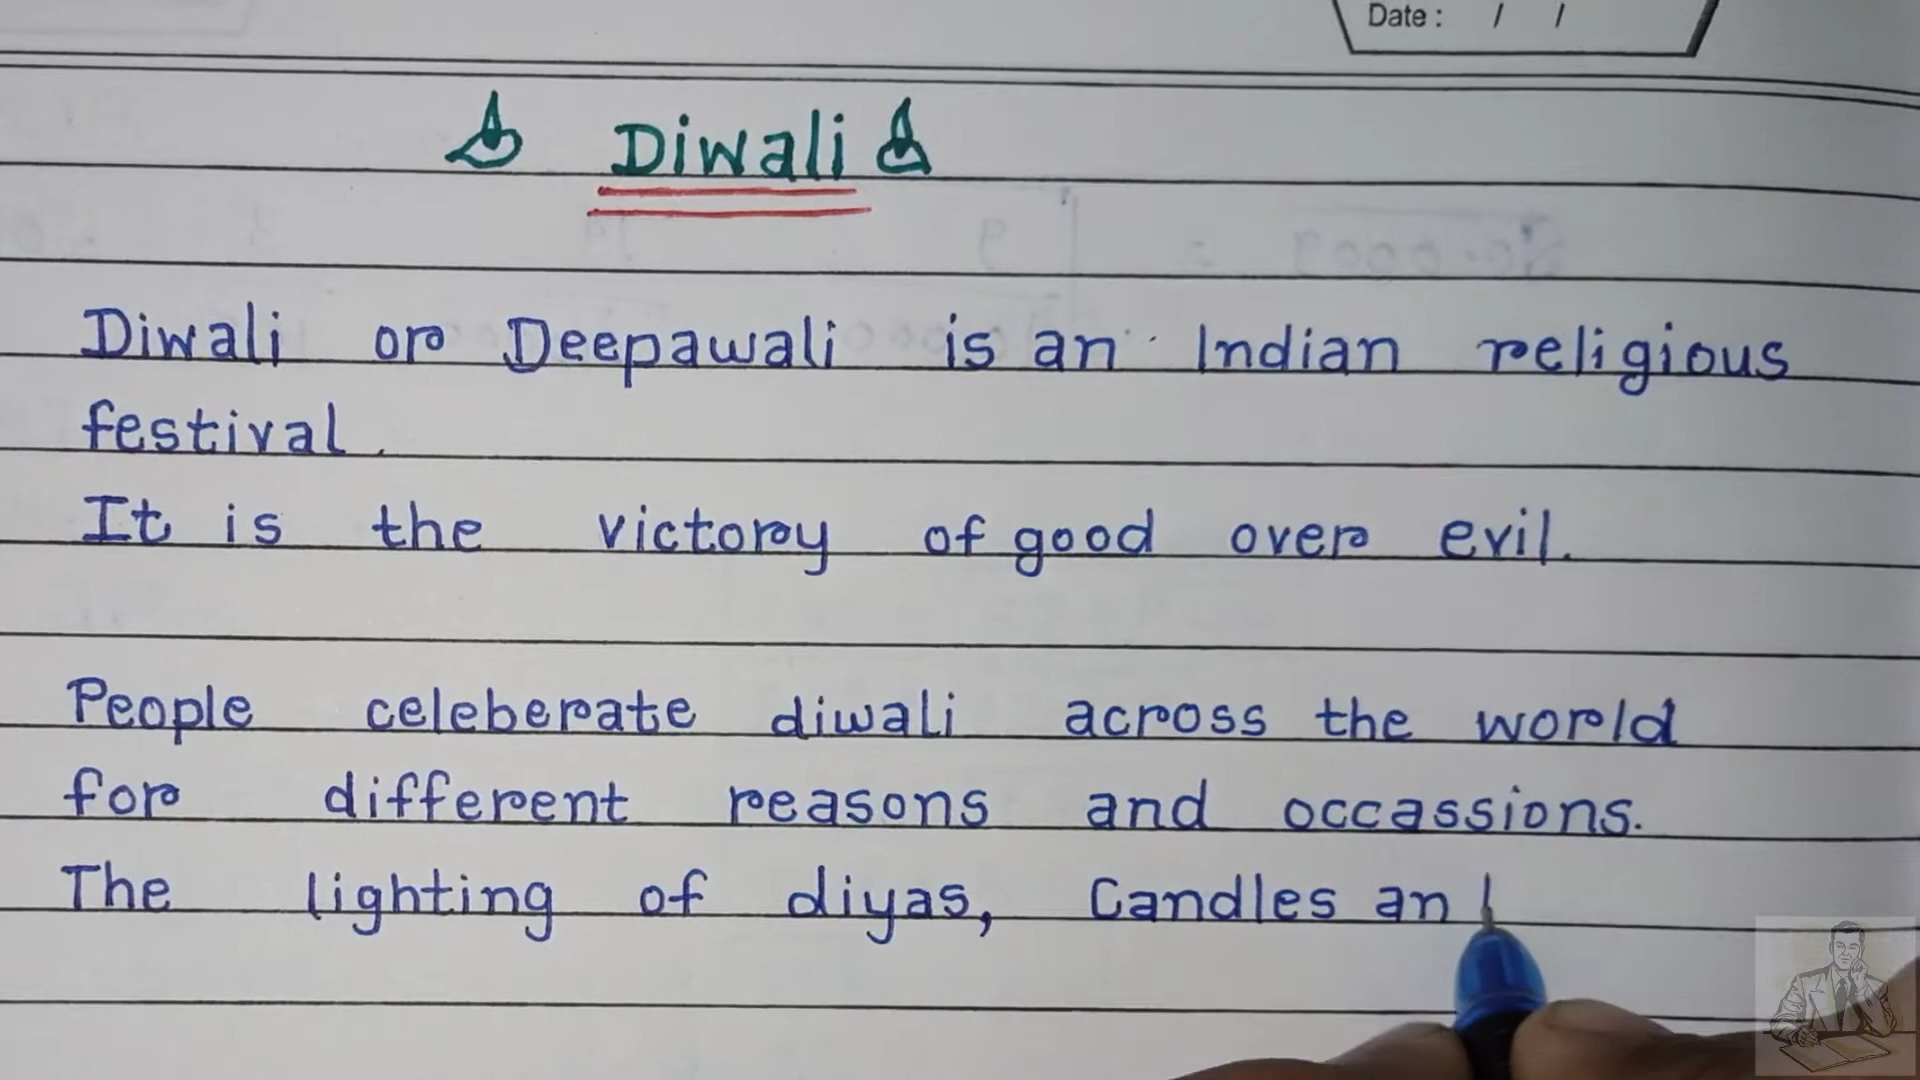 Date : / /
Diwali
Diwali or Deepawali is an Indian religious
festival.
It is the victory of good over evil.
People celeberate diwali across the world
for different reasons and occassions.
The lighting of diyas, Candles an